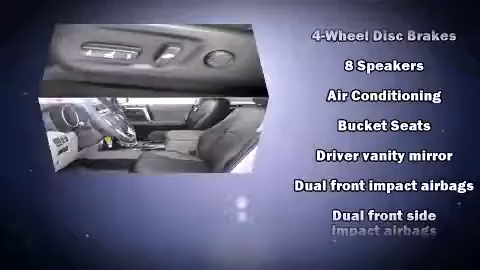 4-Wheel Disc Brakes
8 Speakers
Air Conditioning
Bucket Seats
Driver vanity mirror
Dual front impact airbags
Dual front side
impact airbags